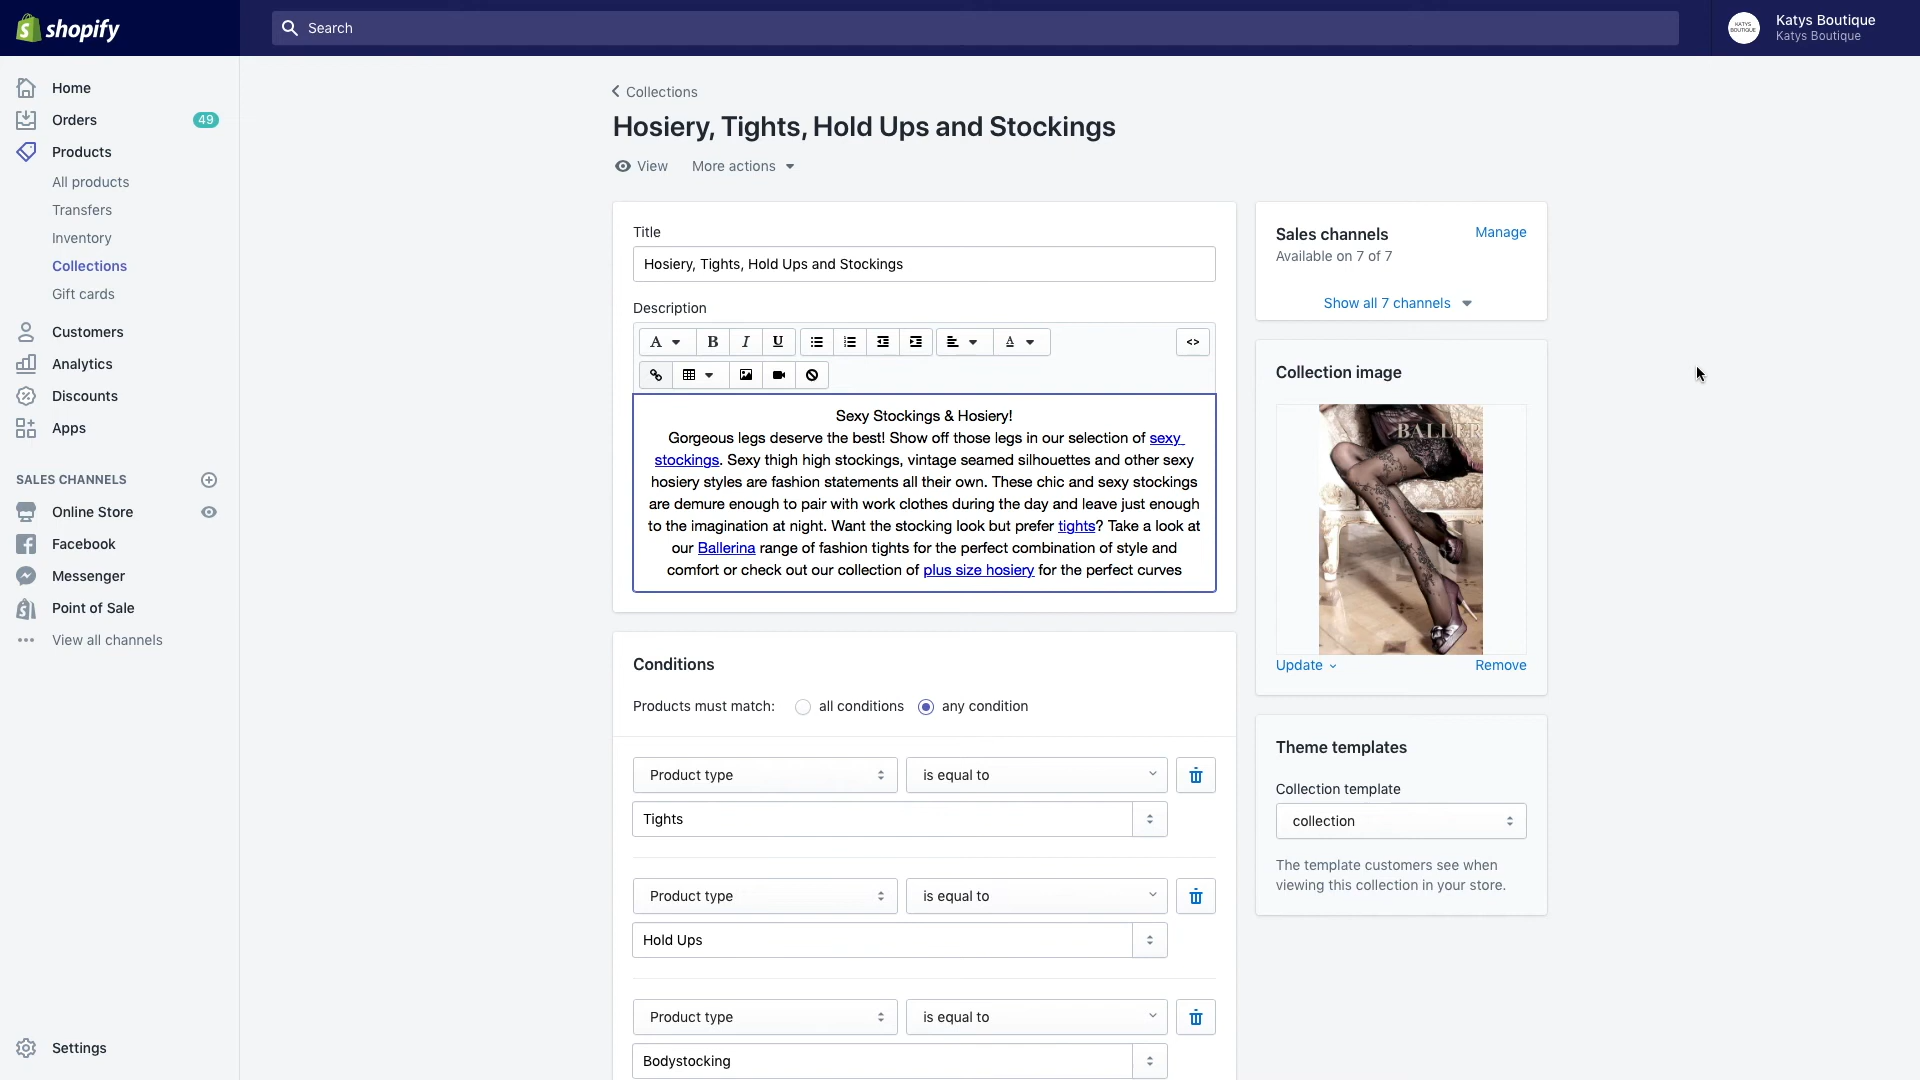 shopify
Search
KATYS
BOUTIQUE
Katys Boutique
Katys Boutique
Home
Orders
49
Products
All products
Transfers
Inventory
Collections
Gift cards
Customers
Analytics
Discounts
Apps
SALES CHANNELS
Online Store
Facebook
Messenger
Point of Sale
View all channels
Settings
Collections
Hosiery, Tights, Hold Ups and Stockings
View
More actions
Title
Hosiery, Tights, Hold Ups and Stockings
Description
A
B
I
U
A
<>
Sexy Stockings & Hosiery!
Gorgeous legs deserve the best! Show off those legs in our selection of sexy
stockings. Sexy thigh high stockings, vintage seamed silhouettes and other sexy
hosiery styles are fashion statements all their own. These chic and sexy stockings
are demure enough to pair with work clothes during the day and leave just enough
to the imagination at night. Want the stocking look but prefer tights? Take a look at
our Ballerina range of fashion tights for the perfect combination of style and
comfort or check out our collection of plus size hosiery for the perfect curves
Conditions
Products must match:
all conditions
any condition
Product type
is equal to
Tights
Product type
is equal to
Hold Ups
Product type
is equal to
Bodystocking
Sales channels
Manage
Available on 7 of 7
Show all 7 channels
Collection image
BALLER
Update
Remove
Theme templates
Collection template
collection
The template customers see when
viewing this collection in your store.